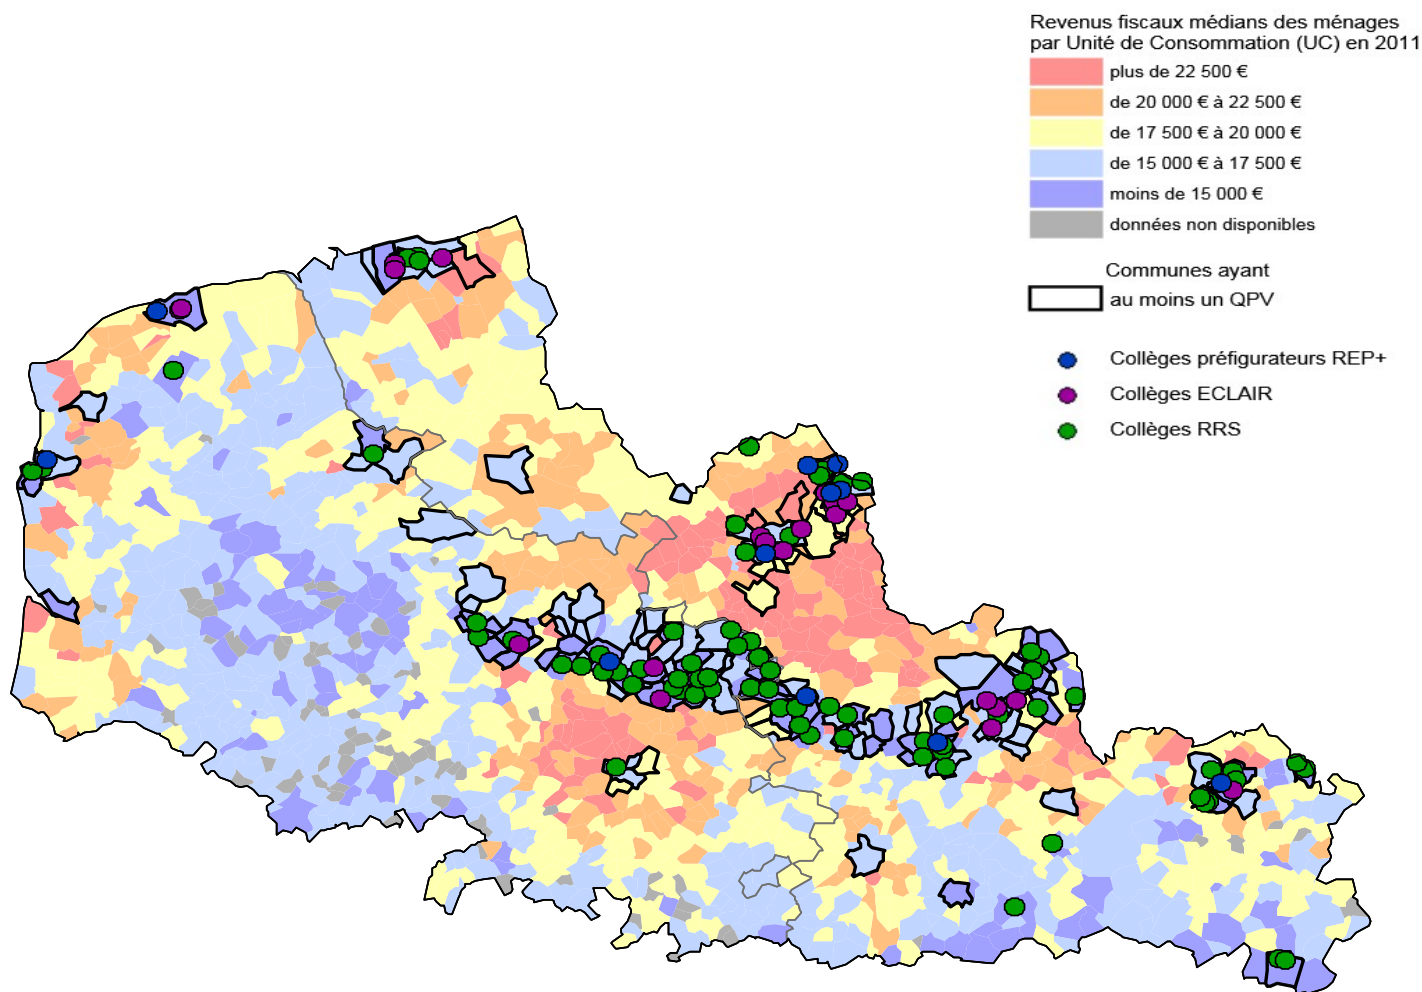 Revenus fiscaux médians des ménages
par Unité de Consommation (UC) en 2011
plus de 22 500 €
de 20 000 € à 22 500 €
de 17 500 € à 20 000 €
de 15 000 € à 17 500 €
moins de 15 000 €
données non disponibles
Communes ayant
au moins un QPV
Collèges préfigurateurs REP+
Collèges ECLAIR
Collèges RRS